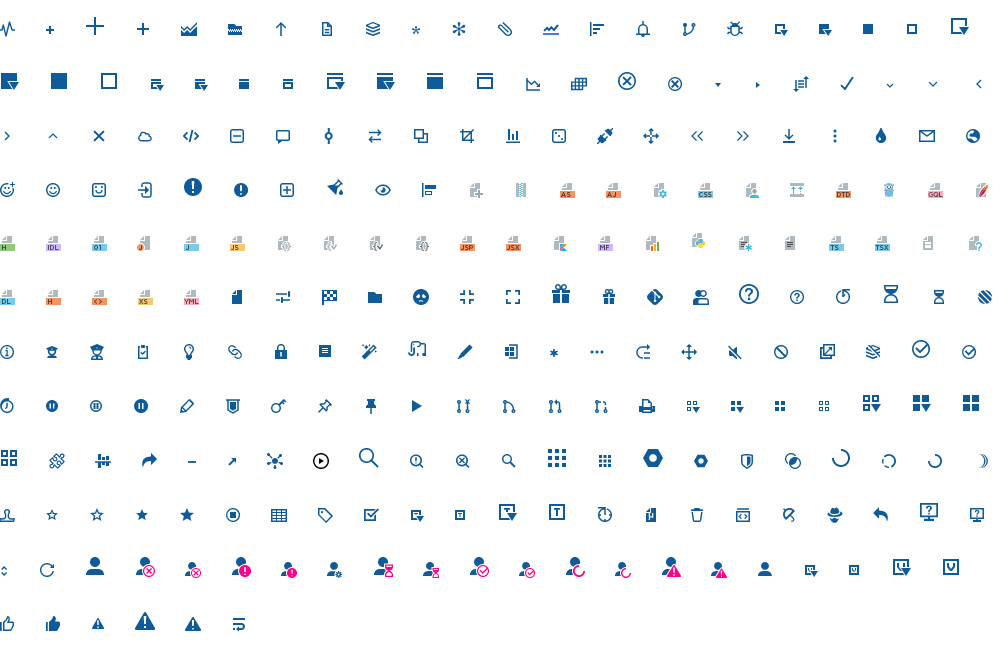 AS AJ CSS DTD GQL
H IDL 01 J J JS JSP JSX MF TS TSX
DL H <> XS YML
T T